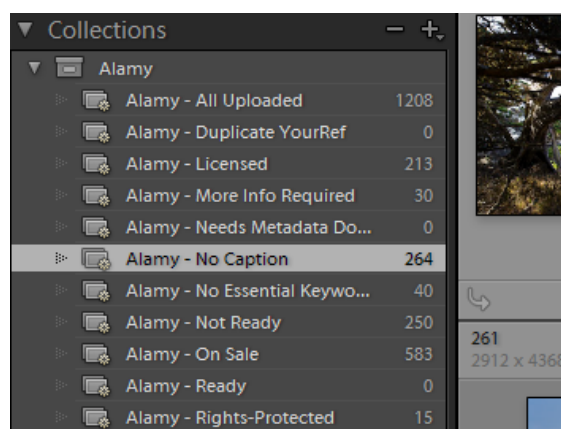 Collections
Alamy
Alamy - All Uploaded 1208
Alamy - Duplicate YourRef 0
Alamy - Licensed 213
Alamy - More Info Required 30
Alamy - Needs Metadata Do... 0
Alamy - No Caption 264
Alamy - No Essential Keywo... 40
Alamy - Not Ready 250
Alamy - On Sale 583
Alamy - Ready 0
Alamy - Rights-Protected 15
261
2912 x 4368